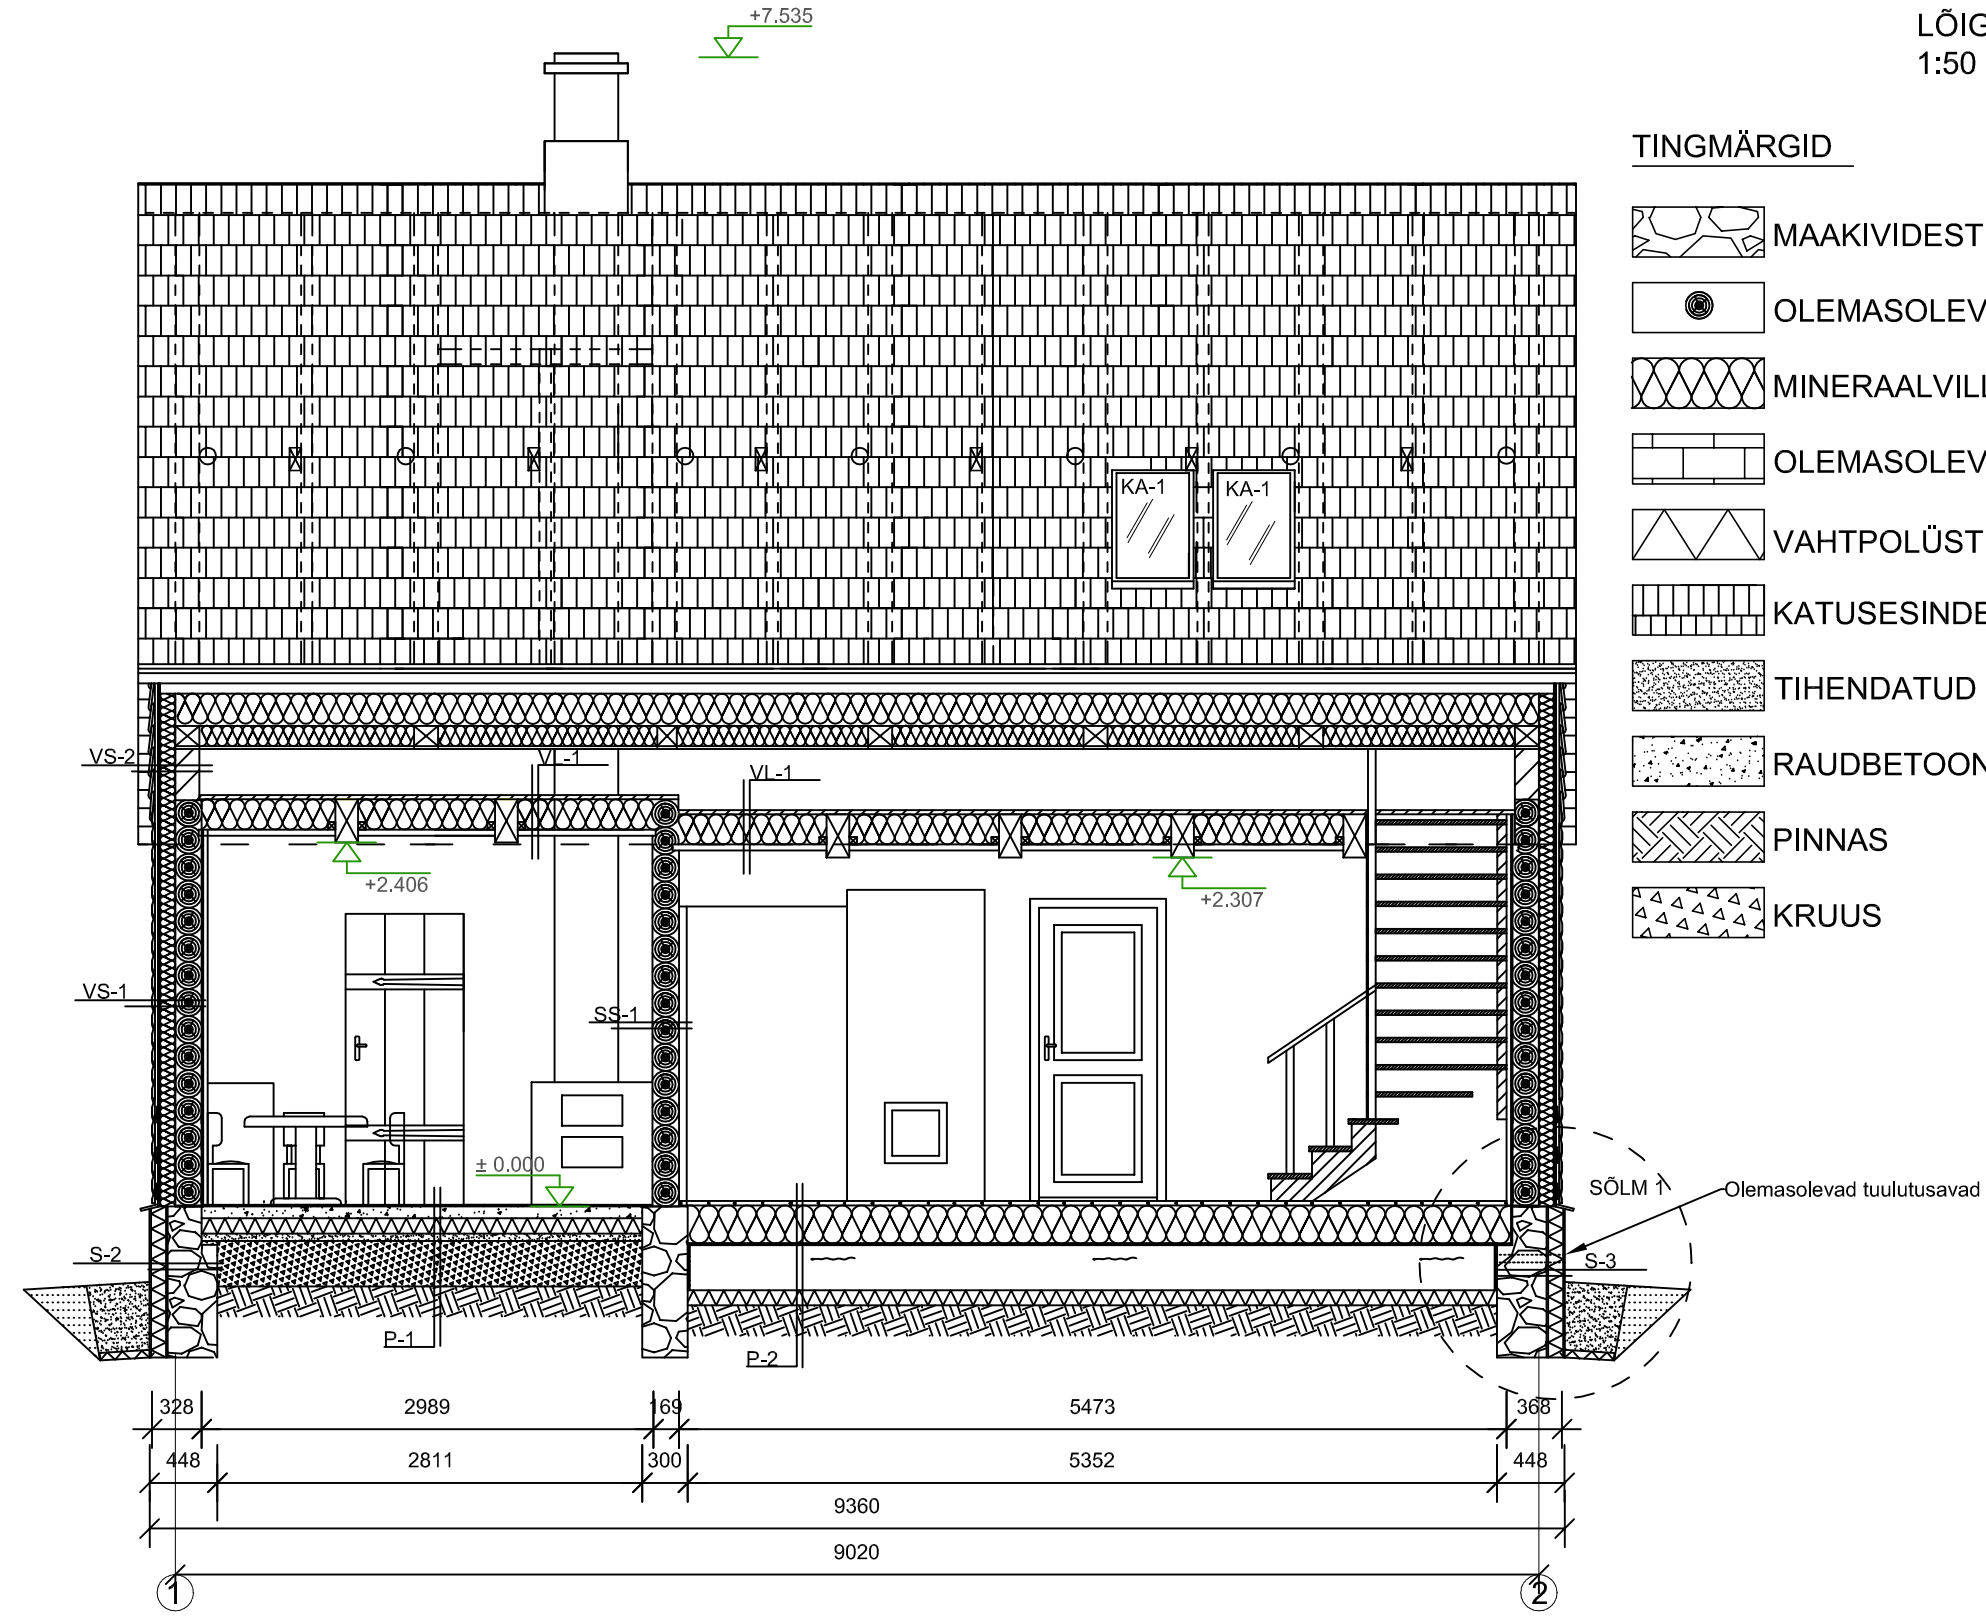 +7.535
LÕIG
1:50
TINGMÄRGID
MAAKIVIDEST
OLEMASOLEV
MINERAALVILL
OLEMASOLEV
VAHTPOLÜST
KATUSESINDE
TIHENDATUD
RAUDBETOON
PINNAS
KRUUS
KA-1
KA-1
VS-2
VL-1
VL-1
+2.406
+2.307
VS-1
SS-1
± 0.000
SÕLM 1
Olemasolevad tuulutusavad
S-2
S-3
P-1
P-2
328
2989
169
5473
368
448
2811
300
5352
448
9360
9020
1
2